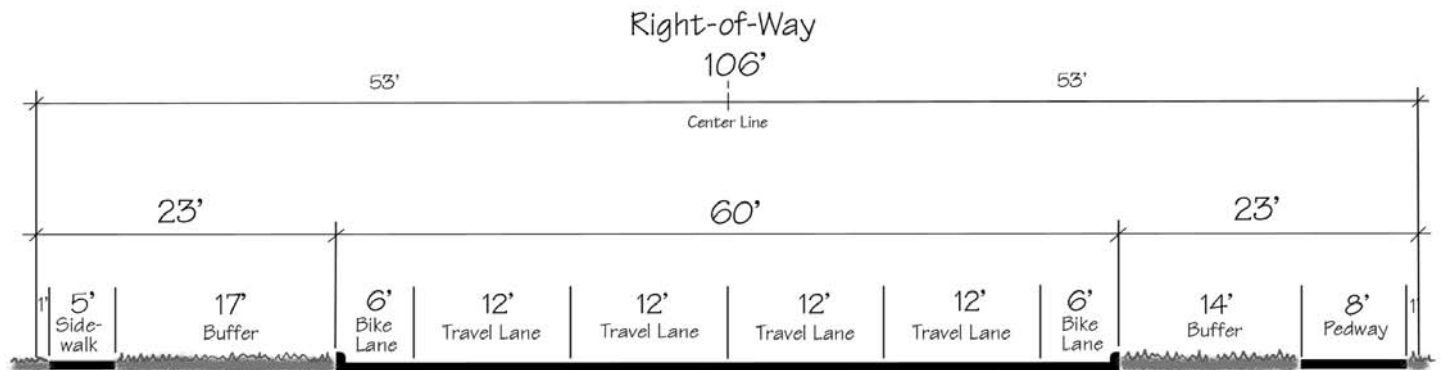 Right-of-Way
106'
53'
53'
Center Line
23'
60'
23'
1'
5'
Side-
walk
17'
Buffer
6'
Bike
Lane
12'
Travel Lane
12'
Travel Lane
12'
Travel Lane
12'
Travel Lane
6'
Bike
Lane
14'
Buffer
8'
Pedway
1'